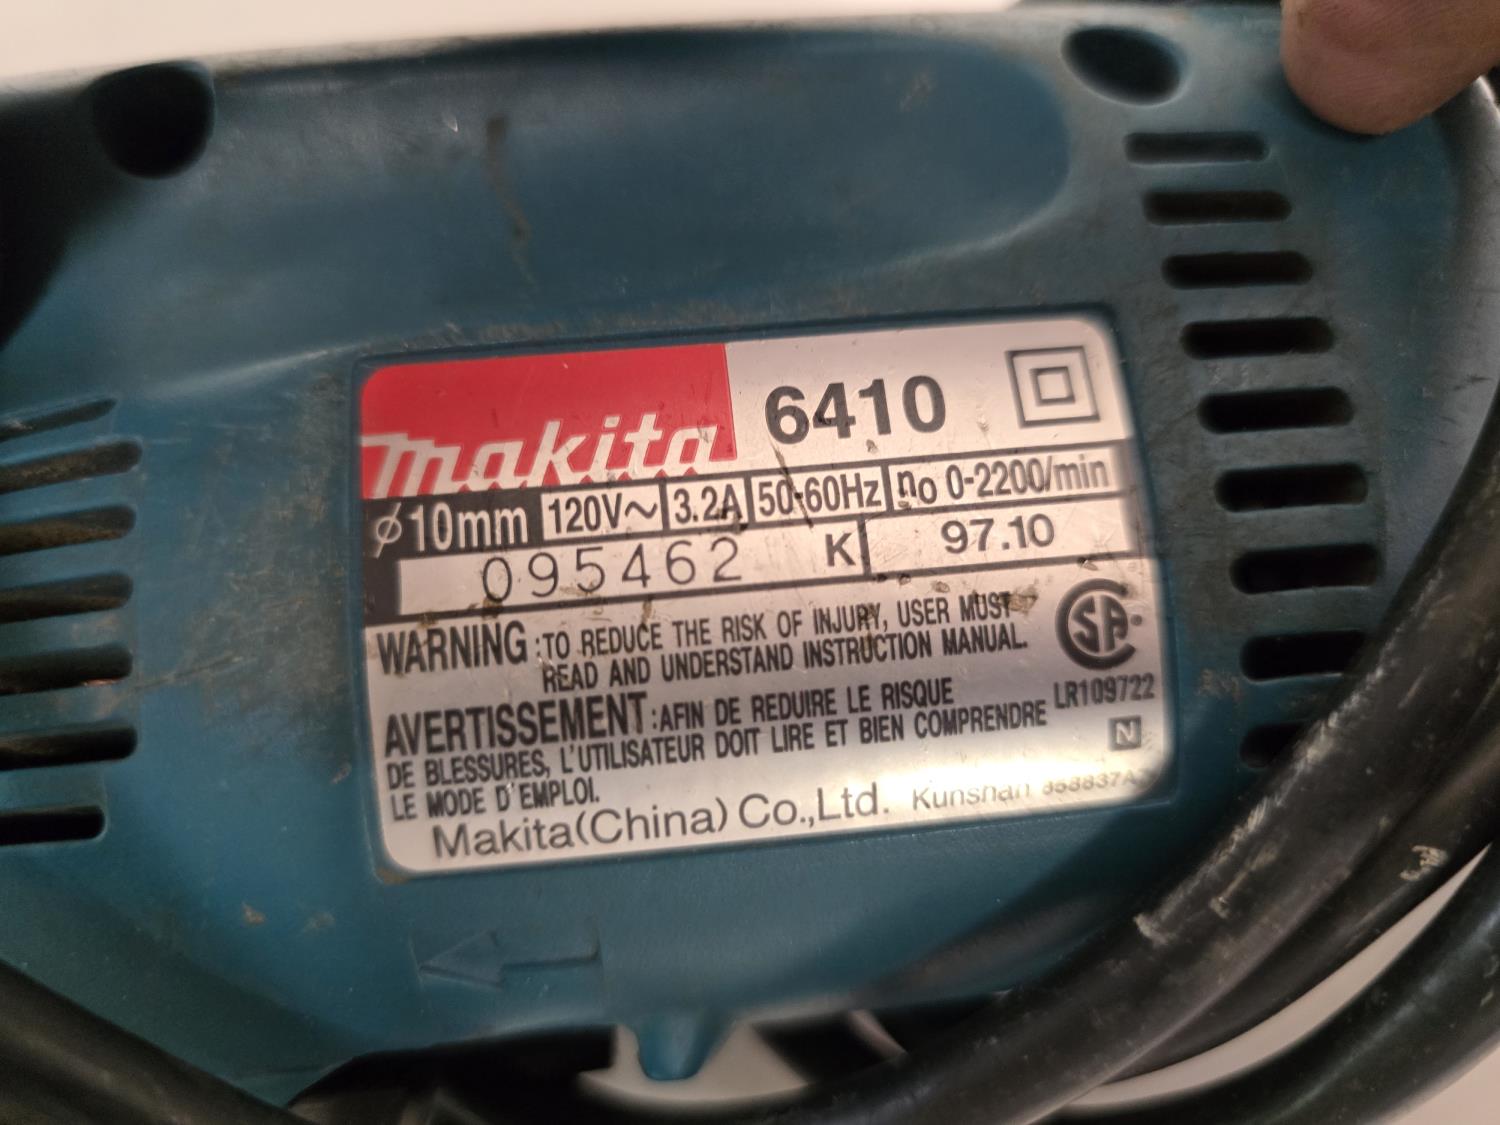 makita 6410
ø10mm 120V~ 3.2A 50-60Hz no 0-2200/min
095462 K 97.10
WARNING :TO REDUCE THE RISK OF INJURY, USER MUST
READ AND UNDERSTAND INSTRUCTION MANUAL.
AVERTISSEMENT :AFIN DE REDUIRE LE RISQUE
DE BLESSURES, L'UTILISATEUR DOIT LIRE ET BIEN COMPRENDRE
LE MODE D'EMPLOI.
SA
LR109722
N
Makita(China) Co.,Ltd. Kunshan